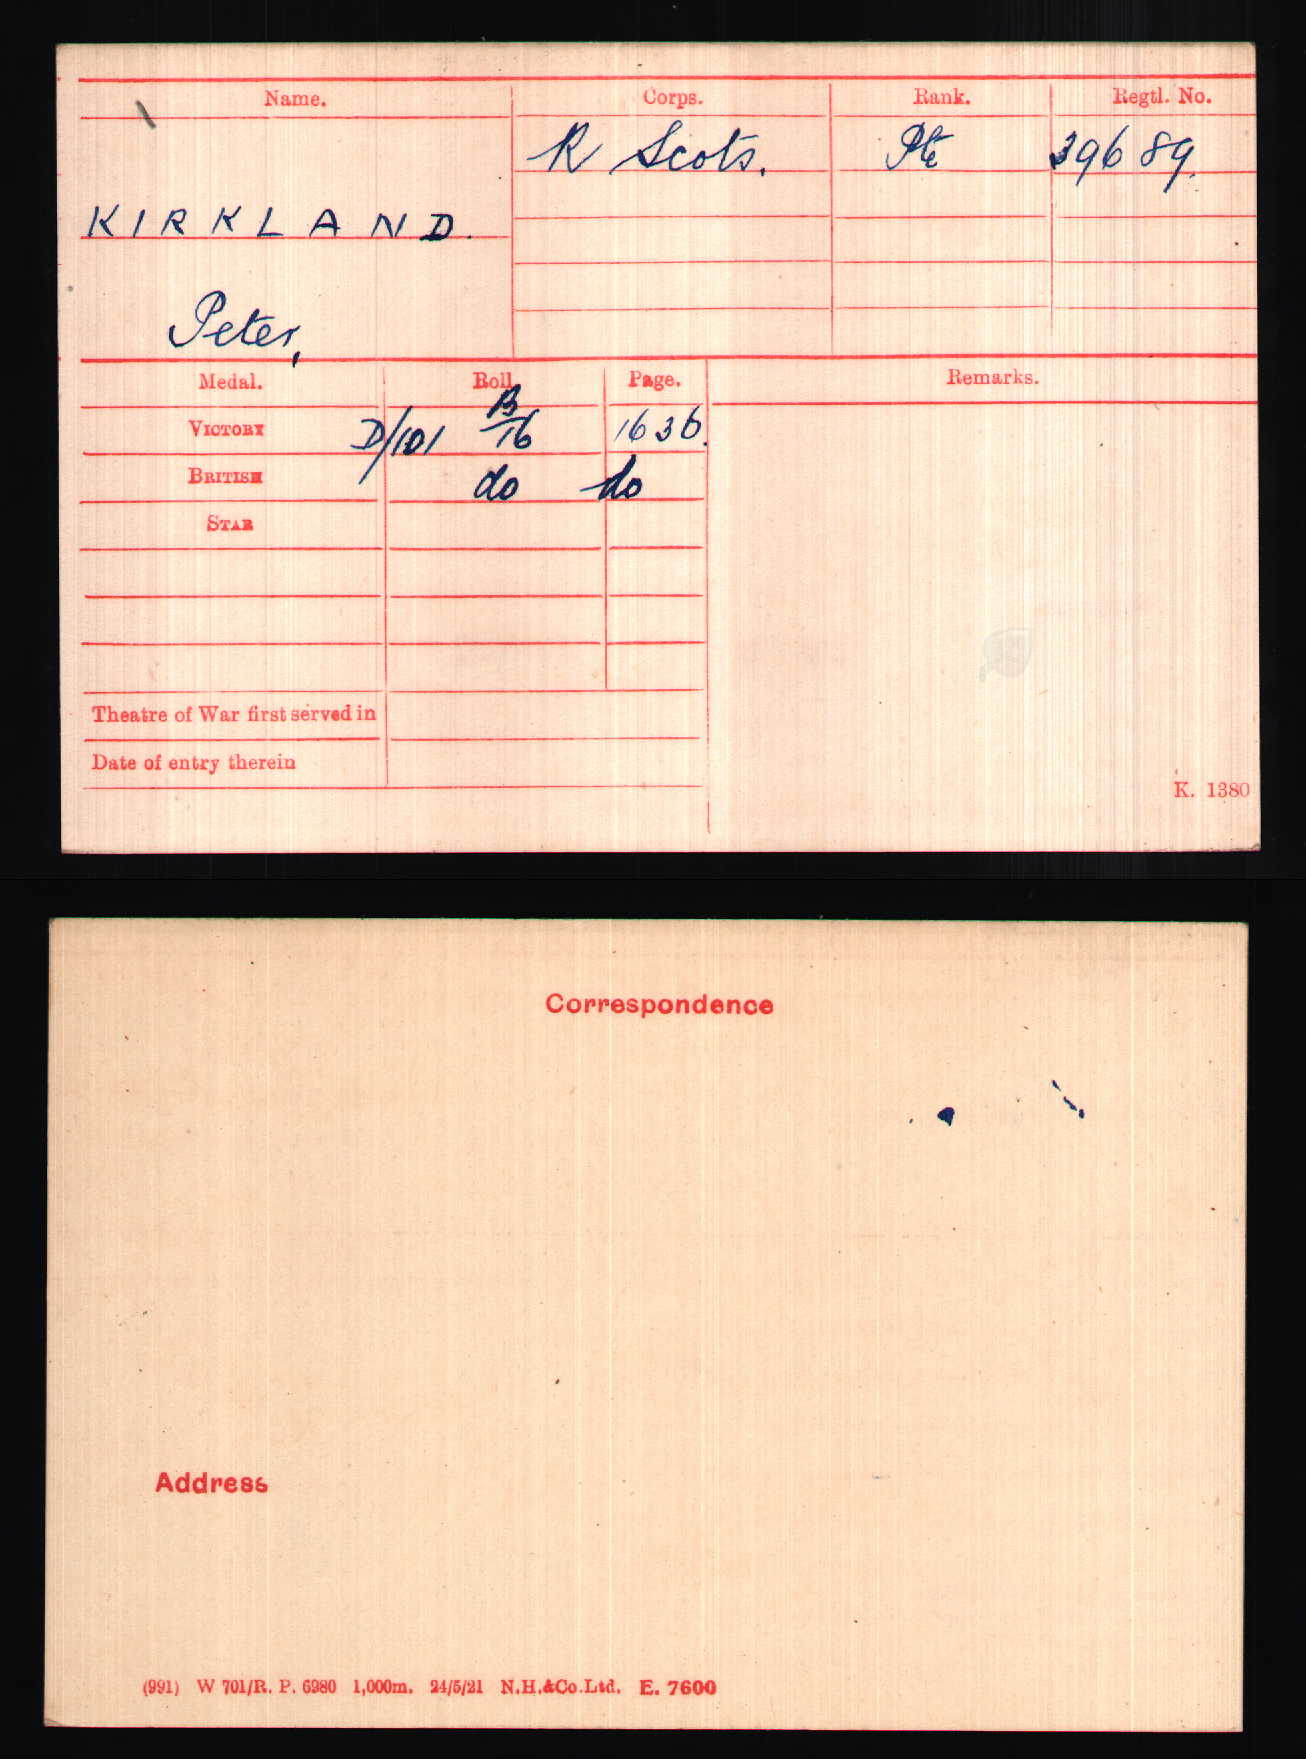 Name. Corps. Rank. Regtl. No.
R Scots. Pte 39689.
KIRKLAND.
Peter,
Medal. Roll Page. Remarks.
VICTORY D/101 B/16 1636.
BRITISH do do
STAR
Theatre of War first served in
Date of entry therein
K. 1380
Correspondence
Address
(991) W 701/R. P. 6980 1,000m. 24/5/21 N.H.&Co.Ltd. E. 7600